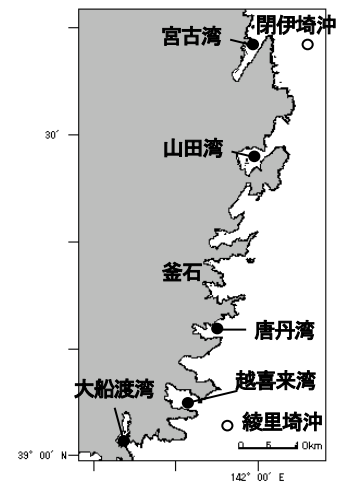 閉伊埼沖
宮古湾
30′
山田湾
釜石
唐丹湾
越喜来湾
大船渡湾
綾里埼沖
0 5 10km
39° 00′ N
142° 00′ E